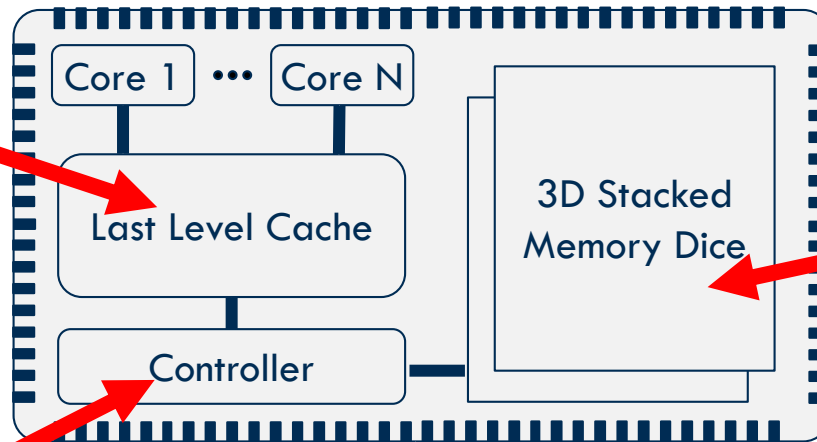 Core 1 ••• Core N
Last Level Cache
3D Stacked
Memory Dice
Controller